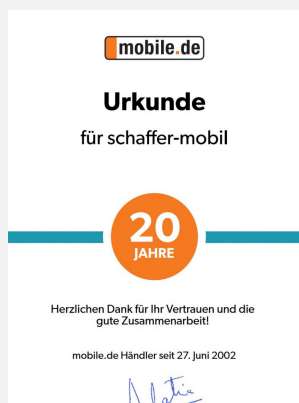 mobile.de
Urkunde
für schaffer-mobil
20
JAHRE
Herzlichen Dank für Ihr Vertrauen und die
gute Zusammenarbeit!
mobile.de Händler seit 27. Juni 2002